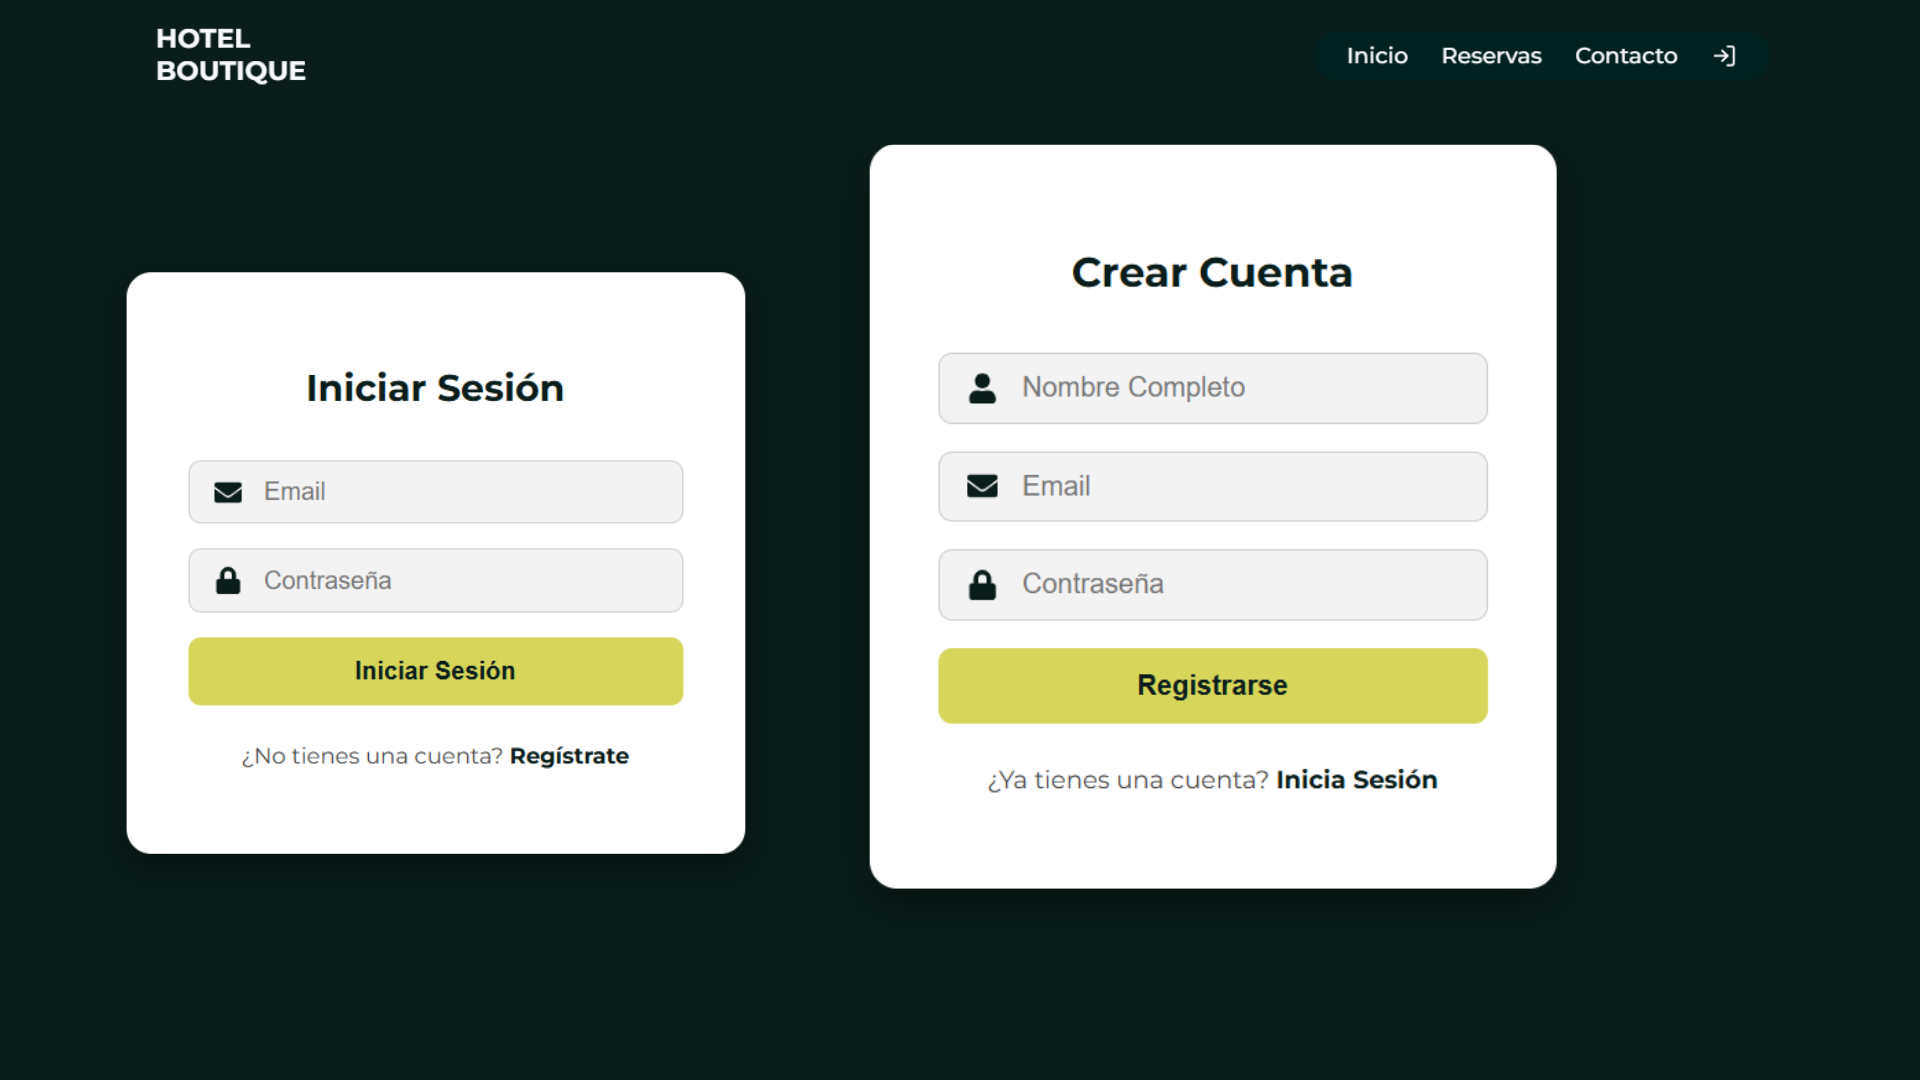 HOTEL
BOUTIQUE
Inicio Reservas Contacto
Iniciar Sesión
Email
Contraseña
Iniciar Sesión
¿No tienes una cuenta? Regístrate
Crear Cuenta
Nombre Completo
Email
Contraseña
Registrarse
¿Ya tienes una cuenta? Inicia Sesión